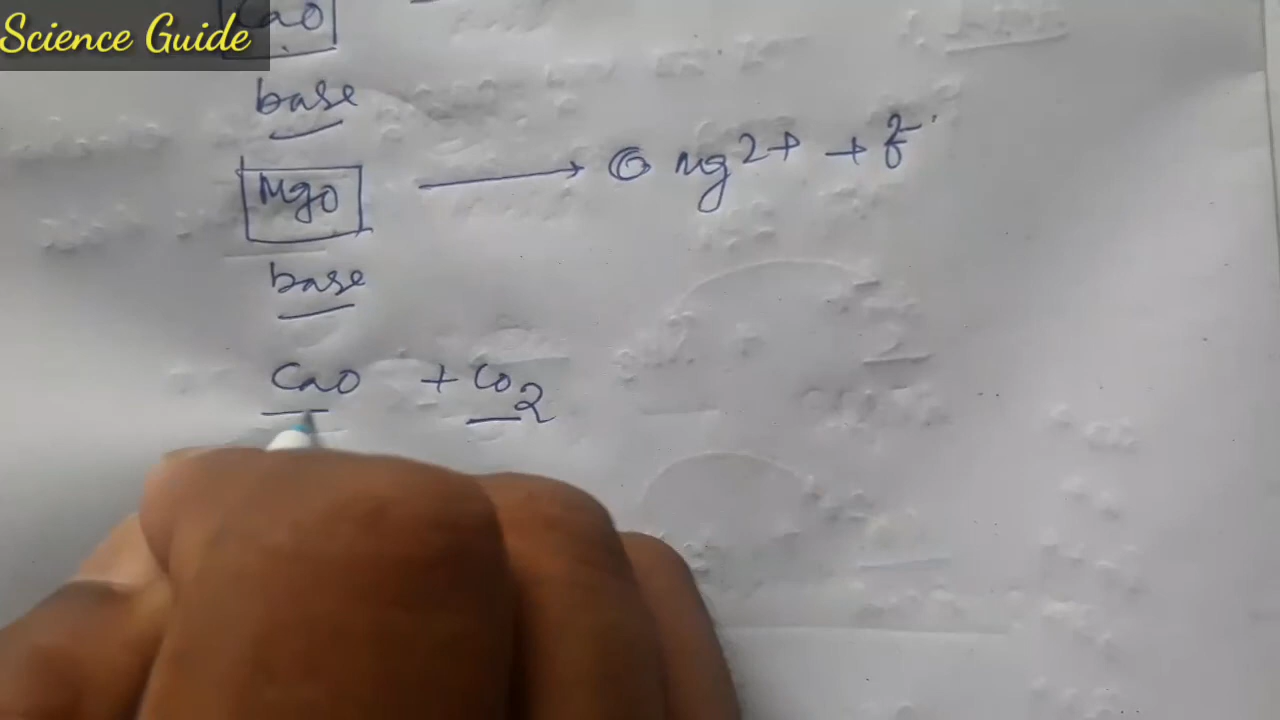 CaO
Science Guide
base
MgO → Mg2+ +
base
CaO + CO2